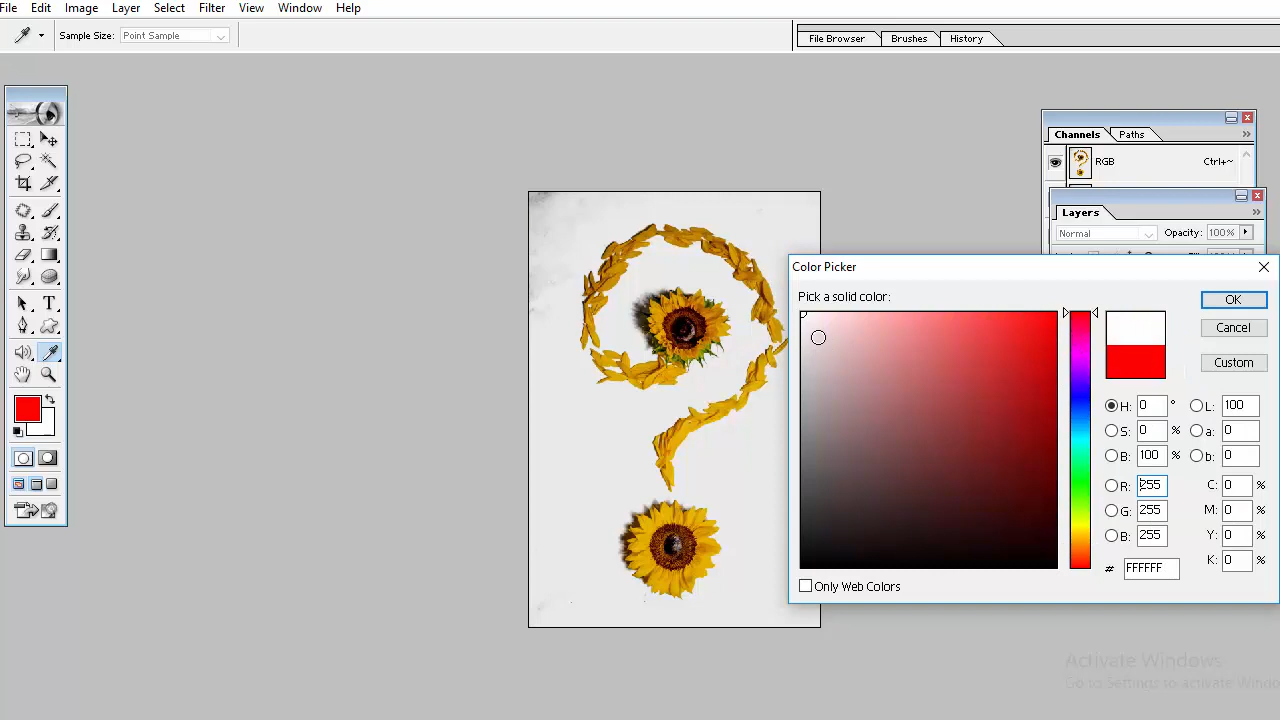 File Edit Image Layer Select Filter View Window Help
Sample Size: Point Sample
File Browser Brushes History
Channels Paths
RGB Ctrl+~
Layers
Normal Opacity: 100%
Color Picker
Pick a solid color:
OK
Cancel
Custom
H: 0 ° L: 100
S: 0 % a: 0
B: 100 % b: 0
R: 255 C: 0 %
G: 255 M: 0 %
B: 255 Y: 0 %
# FFFFFF K: 0 %
Only Web Colors
T
Activate Windows
Go to Settings to activate Windo